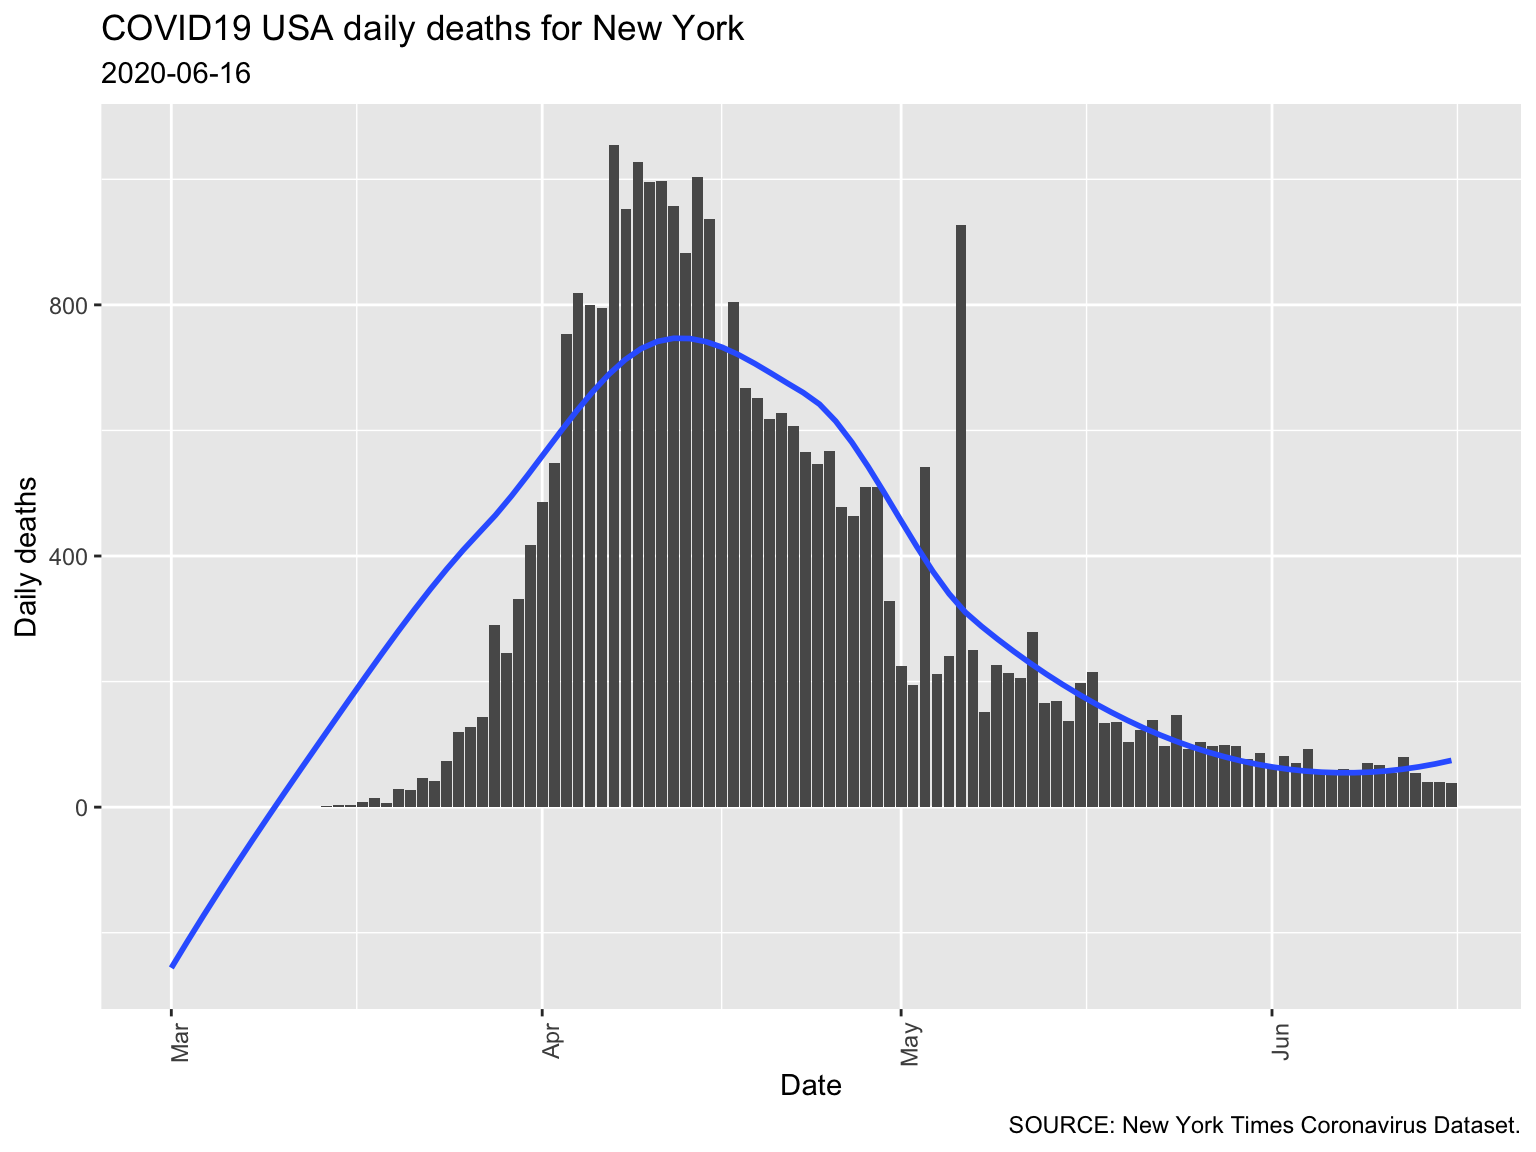 COVID19 USA daily deaths for New York
2020-06-16
Daily deaths
800
400
0
Mar
Apr
May
Jun
Date
SOURCE: New York Times Coronavirus Dataset.